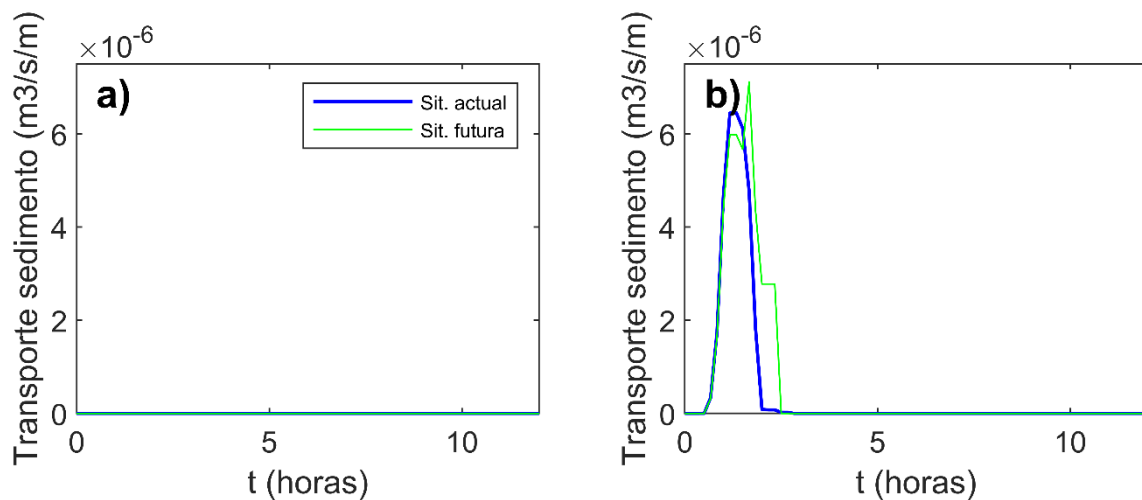 ×10^-6
a)
Sit. actual
Sit. futura
Transporte sedimento (m3/s/m)
6
4
2
0
0 5 10
t (horas)
×10^-6
b)
Transporte sedimento (m3/s/m)
6
4
2
0
0 5 10
t (horas)